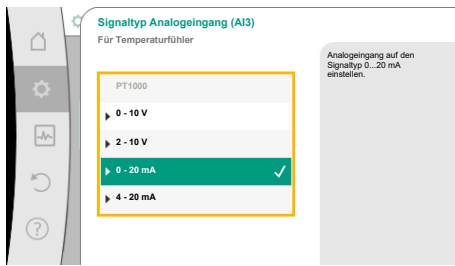 Signaltyp Analogeingang (AI3)
Für Temperaturfühler
Analogeingang auf den
Signaltyp 0...20 mA
einstellen.
PT1000
0 - 10 V
2 - 10 V
0 - 20 mA
4 - 20 mA
?